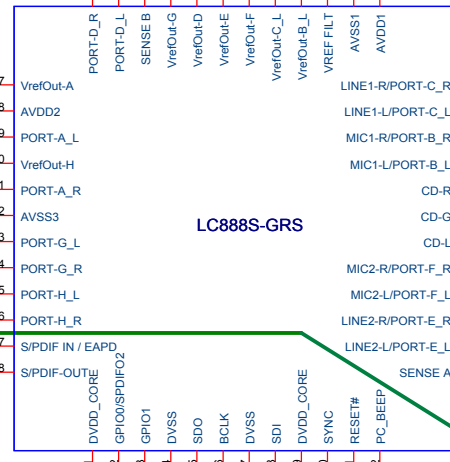 PORT-D_R
PORT-D_L
SENSE B
VrefOut-G
VrefOut-D
VrefOut-E
VrefOut-F
VrefOut-C_L
VrefOut-B_L
VREF FILT
AVSS1
AVDD1
VrefOut-A
AVDD2
PORT-A_L
VrefOut-H
PORT-A_R
AVSS3
PORT-G_L
PORT-G_R
PORT-H_L
PORT-H_R
S/PDIF IN / EAPD
S/PDIF-OUT
LC888S-GRS
LINE1-R/PORT-C_R
LINE1-L/PORT-C_L
MIC1-R/PORT-B_R
MIC1-L/PORT-B_L
CD-R
CD-G
CD-L
MIC2-R/PORT-F_R
MIC2-L/PORT-F_L
LINE2-R/PORT-E_R
LINE2-L/PORT-E_L
SENSE A
DVDD_CORE
GPIO0/SPDIFO2
GPIO1
DVSS
SDO
BCLK
DVSS
SDI
DVDD_CORE
SYNC
RESET#
PC_BEEP